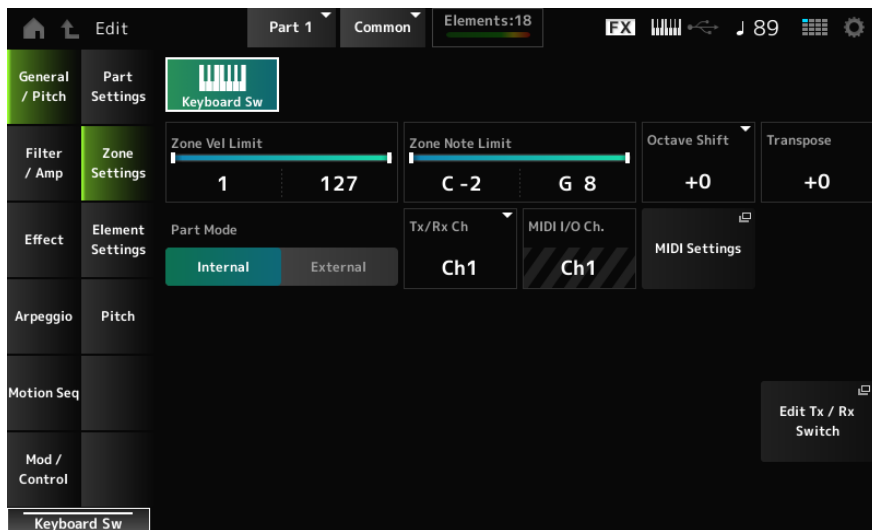 Edit
Part 1
Common
Elements:18
FX
♩ 89
General
/ Pitch
Part
Settings
Keyboard Sw
Filter
/ Amp
Zone
Settings
Zone Vel Limit
1
127
Zone Note Limit
C -2
G 8
Octave Shift
+0
Transpose
+0
Effect
Element
Settings
Part Mode
Internal
External
Tx/Rx Ch
Ch1
MIDI I/O Ch.
Ch1
MIDI Settings
Arpeggio
Pitch
Motion Seq
Edit Tx / Rx
Switch
Mod /
Control
Keyboard Sw